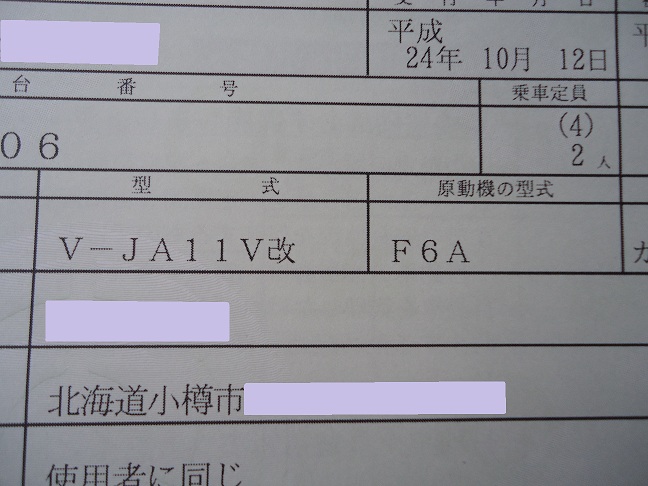 平成
24年 10月 12日
台 番 号
乗車定員
(4)
06
2人
型 式
原動機の型式
V-JA11V改
F6A
北海道小樽市
使用者に同じ